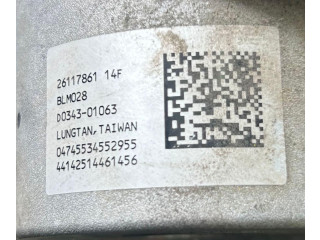 26117861 14F
BLM028
D0343-01063
LUNGTAN, TAIWAN
04745534552955
44142514461456